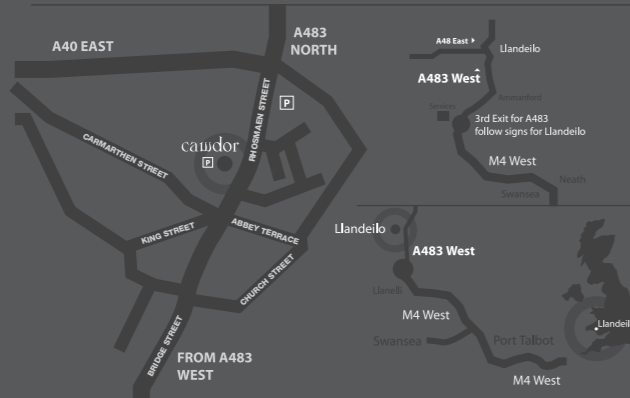 A40 EAST
A483
NORTH
P
RHOSMAEN STREET
cawdor
P
CARMARTHEN STREET
KING STREET
ABBEY TERRACE
CHURCH STREET
BRIDGE STREET
FROM A483
WEST
A48 East
Llandeilo
A483 West
Ammanford
Services
3rd Exit for A483
follow signs for Llandeilo
M4 West
Neath
Swansea
Llandeilo
A483 West
Llanelli
M4 West
Swansea
Port Talbot
M4 West
Llandeil